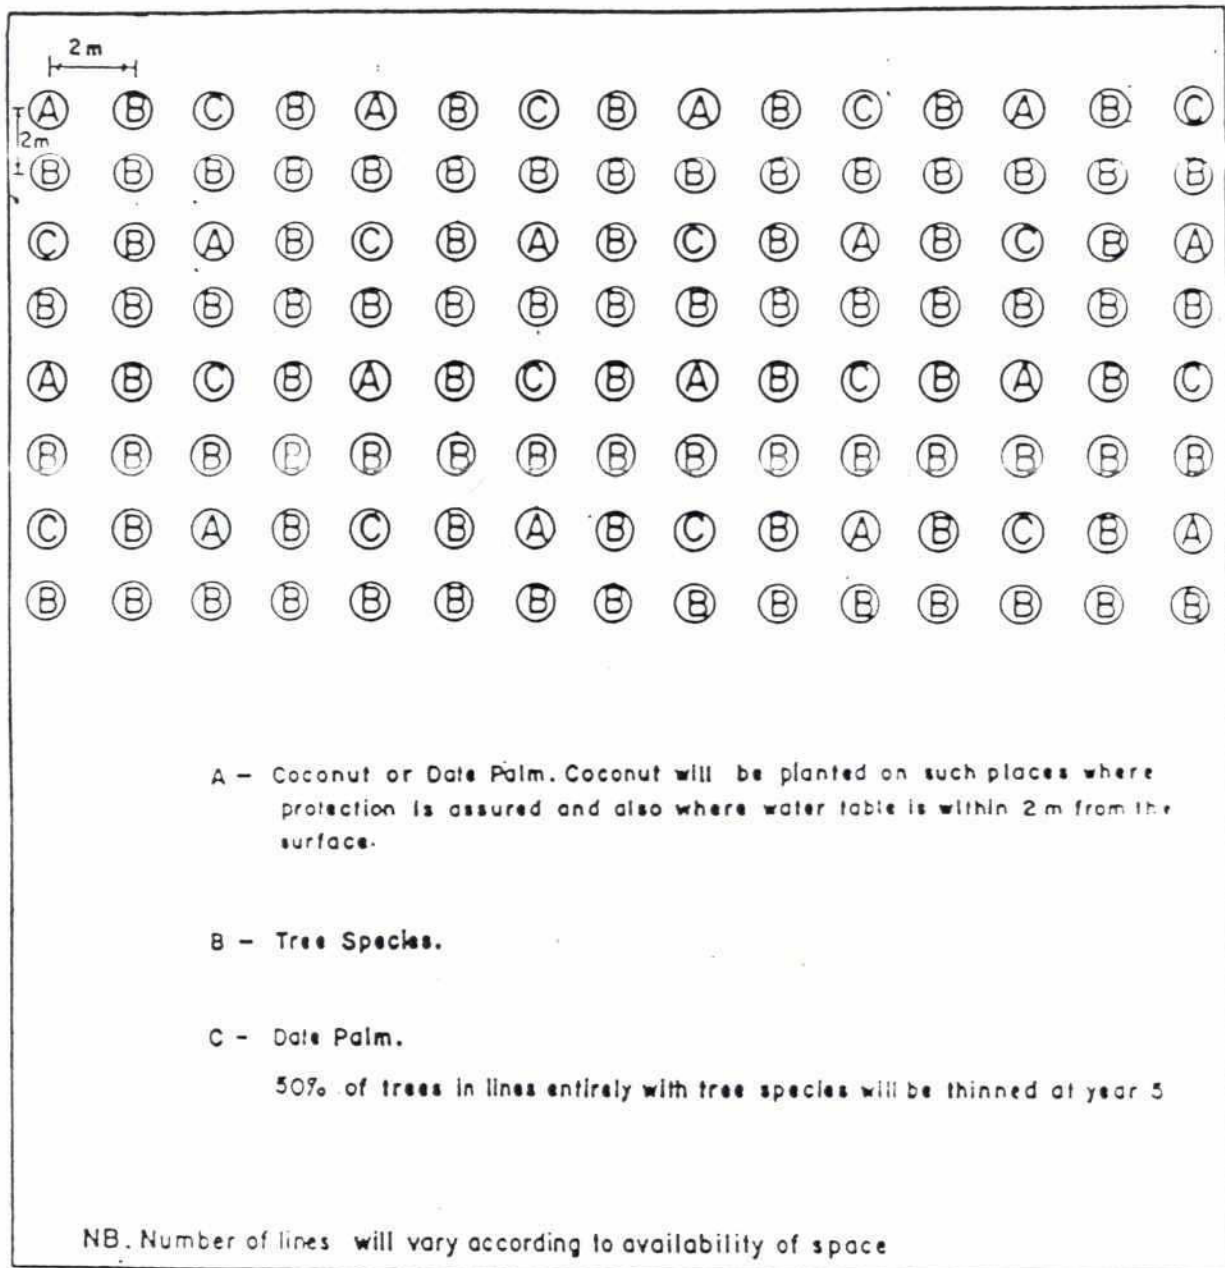 2 m
A B C B A B C B A B C B A B C
2m
B B B B B B B B B B B B B B B
C B A B C B A B C B A B C B A
B B B B B B B B B B B B B B B
A B C B A B C B A B C B A B C
B B B B B B B B B B B B B B B
C B A B C B A B C B A B C B A
B B B B B B B B B B B B B B B
A – Coconut or Date Palm. Coconut will be planted on such places where
protection is assured and also where water table is within 2 m from the
surface.
B – Tree Species.
C – Date Palm.
50% of trees in lines entirely with tree species will be thinned at year 5
NB. Number of lines will vary according to availability of space